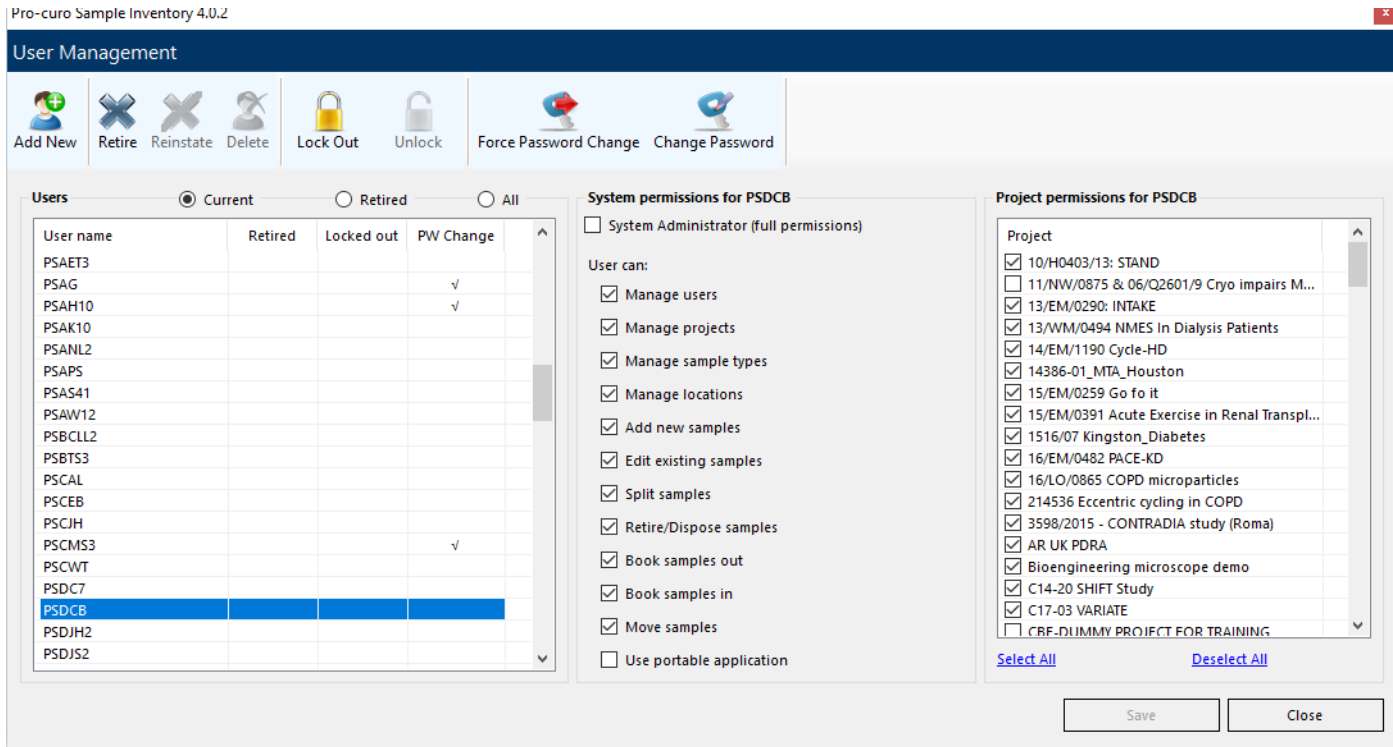 Pro-curo Sample Inventory 4.0.2
x
User Management
Add New Retire Reinstate Delete Lock Out Unlock Force Password Change Change Password
Users Current Retired All
User name Retired Locked out PW Change
PSAET3
PSAG √
PSAH10 √
PSAK10
PSANL2
PSAPS
PSAS41
PSAW12
PSBCLL2
PSBTS3
PSCAL
PSCEB
PSCJH
PSCMS3 √
PSCWT
PSDC7
PSDCB
PSDJH2
PSDJS2
System permissions for PSDCB
System Administrator (full permissions)
User can:
Manage users
Manage projects
Manage sample types
Manage locations
Add new samples
Edit existing samples
Split samples
Retire/Dispose samples
Book samples out
Book samples in
Move samples
Use portable application
Project permissions for PSDCB
Project
10/H0403/13: STAND
11/NW/0875 & 06/Q2601/9 Cryo impairs M...
13/EM/0290: INTAKE
13/WM/0494 NMES In Dialysis Patients
14/EM/1190 Cycle-HD
14386-01_MTA_Houston
15/EM/0259 Go fo it
15/EM/0391 Acute Exercise in Renal Transpl...
1516/07 Kingston_Diabetes
16/EM/0482 PACE-KD
16/LO/0865 COPD microparticles
214536 Eccentric cycling in COPD
3598/2015 - CONTRADIA study (Roma)
AR UK PDRA
Bioengineering microscope demo
C14-20 SHIFT Study
C17-03 VARIATE
CBE-DUMMY PROJECT FOR TRAINING
Select All Deselect All
Save Close